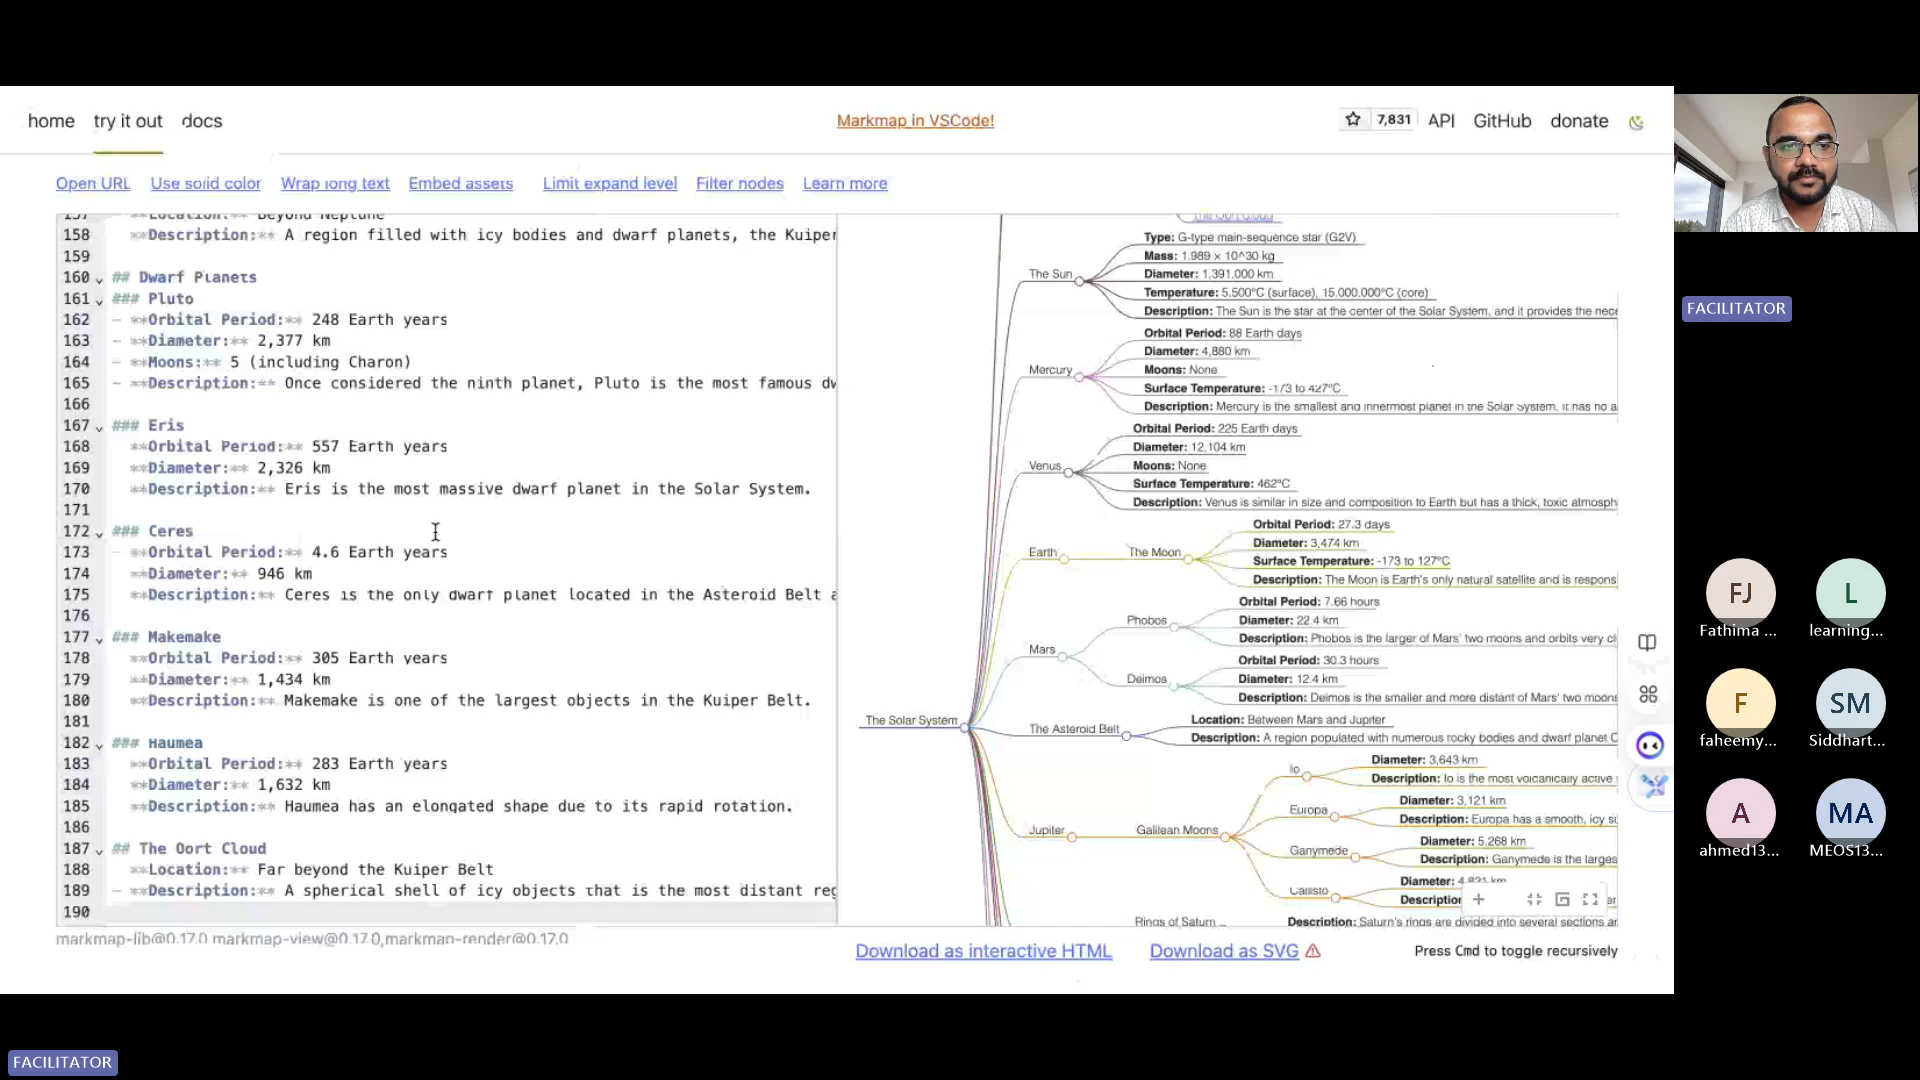 home try it out docs
Markmap in VSCode!
7,831 API GitHub donate
Open URL Use solid color Wrap long text Embed assets Limit expand level Filter nodes Learn more
157 **Location:** Beyond Neptune
158 **Description:** A region filled with icy bodies and dwarf planets, the Kuiper
159
160 ## Dwarf Planets
161 ### Pluto
162 - **Orbital Period:** 248 Earth years
163 - **Diameter:** 2,377 km
164 - **Moons:** 5 (including Charon)
165 - **Description:** Once considered the ninth planet, Pluto is the most famous dw
166
167 ### Eris
168 **Orbital Period:** 557 Earth years
169 **Diameter:** 2,326 km
170 **Description:** Eris is the most massive dwarf planet in the Solar System.
171
172 ### Ceres
173 - **Orbital Period:** 4.6 Earth years
174 **Diameter:** 946 km
175 **Description:** Ceres is the only dwarf planet located in the Asteroid Belt a
176
177 ### Makemake
178 **Orbital Period:** 305 Earth years
179 **Diameter:** 1,434 km
180 **Description:** Makemake is one of the largest objects in the Kuiper Belt.
181
182 ### Haumea
183 **Orbital Period:** 283 Earth years
184 **Diameter:** 1,632 km
185 **Description:** Haumea has an elongated shape due to its rapid rotation.
186
187 ## The Oort Cloud
188 **Location:** Far beyond the Kuiper Belt
189 - **Description:** A spherical shell of icy objects that is the most distant reg
190
markmap-lib@0.17.0 markmap-view@0.17.0,markmap-render@0.17.0
The Solar System
The Oort Cloud
The Sun
Type: G-type main-sequence star (G2V)
Mass: 1.989 × 10^30 kg
Diameter: 1,391,000 km
Temperature: 5,500°C (surface), 15,000,000°C (core)
Description: The Sun is the star at the center of the Solar System, and it provides the nece
Mercury
Orbital Period: 88 Earth days
Diameter: 4,880 km
Moons: None
Surface Temperature: -173 to 427°C
Description: Mercury is the smallest and innermost planet in the Solar System. It has no a
Venus
Orbital Period: 225 Earth days
Diameter: 12,104 km
Moons: None
Surface Temperature: 462°C
Description: Venus is similar in size and composition to Earth but has a thick, toxic atmosph
Earth
The Moon
Orbital Period: 27.3 days
Diameter: 3,474 km
Surface Temperature: -173 to 127°C
Description: The Moon is Earth's only natural satellite and is respons
Mars
Phobos
Orbital Period: 7.66 hours
Diameter: 22.4 km
Description: Phobos is the larger of Mars' two moons and orbits very cl
Deimos
Orbital Period: 30.3 hours
Diameter: 12.4 km
Description: Deimos is the smaller and more distant of Mars' two moons
The Asteroid Belt
Location: Between Mars and Jupiter
Description: A region populated with numerous rocky bodies and dwarf planet C
Jupiter
Galilean Moons
Io
Diameter: 3,643 km
Description: Io is the most volcanically active
Europa
Diameter: 3,121 km
Description: Europa has a smooth, icy su
Ganymede
Diameter: 5,268 km
Description: Ganymede is the larges
Callisto
Diameter: 4,821 km
Description
Rings of Saturn
Description: Saturn's rings are divided into several sections ar
Download as interactive HTML Download as SVG Press Cmd to toggle recursively
FACILITATOR
FJ L
Fathima ... learning...
F SM
faheemy... Siddhart...
A MA
ahmed13... MEOS13...
FACILITATOR